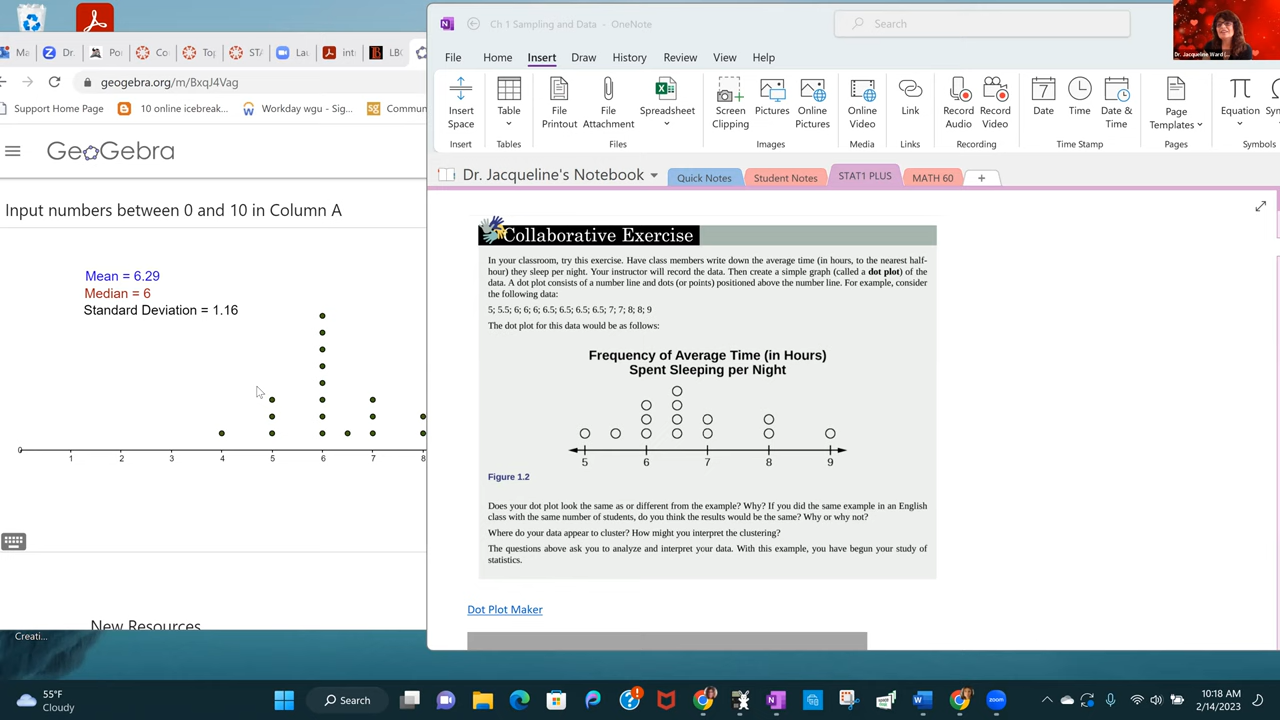 Ch 1 Sampling and Data - OneNote
Search
Dr. Jacqueline Ward
Ma
Dr.
Po
Co
Top
STA
Lau
int
LBC
File Home Insert Draw History Review View Help
geogebra.org/m/BxqJ4Vag
Support Home Page
10 online icebreak...
Workday wgu - Sig...
Commun
Insert Space
Table
File Printout
File Attachment
Spreadsheet
Screen Clipping
Pictures
Online Pictures
Online Video
Link
Record Audio
Record Video
Date
Time
Date & Time
Page Templates
Equation
Insert
Tables
Files
Images
Media
Links
Recording
Time Stamp
Pages
Symbols
GeoGebra
Dr. Jacqueline's Notebook
Quick Notes
Student Notes
STAT1 PLUS
MATH 60
Input numbers between 0 and 10 in Column A
Mean = 6.29
Median = 6
Standard Deviation = 1.16
0 1 2 3 4 5 6 7 8
Collaborative Exercise
In your classroom, try this exercise. Have class members write down the average time (in hours, to the nearest half-
hour) they sleep per night. Your instructor will record the data. Then create a simple graph (called a dot plot) of the
data. A dot plot consists of a number line and dots (or points) positioned above the number line. For example, consider
the following data:
5; 5.5; 6; 6; 6; 6.5; 6.5; 6.5; 6.5; 7; 7; 8; 8; 9
The dot plot for this data would be as follows:
Frequency of Average Time (in Hours)
Spent Sleeping per Night
5 6 7 8 9
Figure 1.2
Does your dot plot look the same as or different from the example? Why? If you did the same example in an English
class with the same number of students, do you think the results would be the same? Why or why not?
Where do your data appear to cluster? How might you interpret the clustering?
The questions above ask you to analyze and interpret your data. With this example, you have begun your study of
statistics.
Dot Plot Maker
New Resources
Creati...
55°F
Cloudy
Search
10:18 AM
2/14/2023